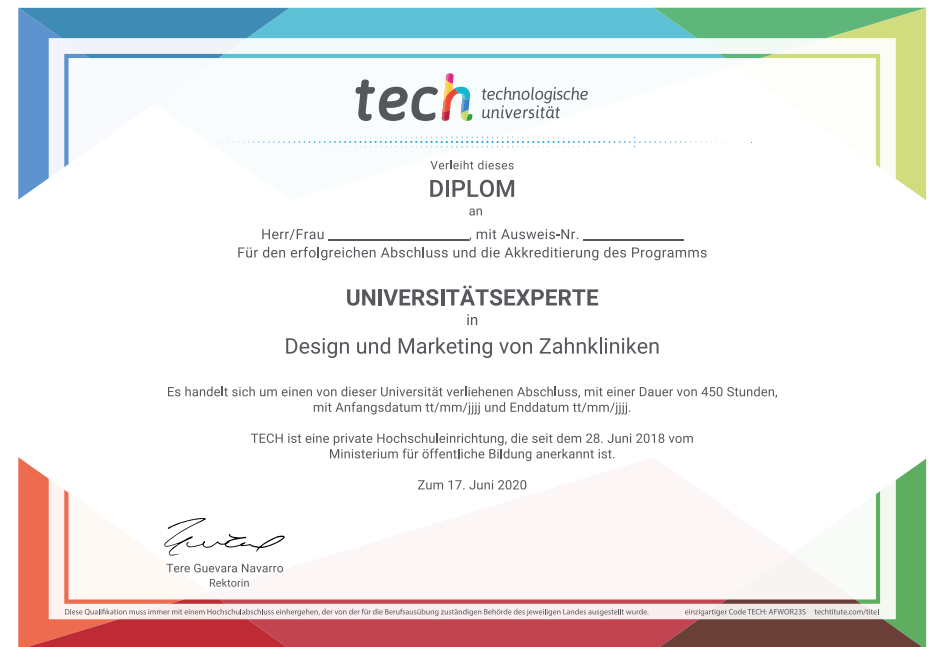 tech technologische
universität
Verleiht dieses
DIPLOM
an
Herr/Frau ____________, mit Ausweis-Nr. ____________
Für den erfolgreichen Abschluss und die Akkreditierung des Programms
UNIVERSITÄTSEXPERTE
in
Design und Marketing von Zahnkliniken
Es handelt sich um einen von dieser Universität verliehenen Abschluss, mit einer Dauer von 450 Stunden,
mit Anfangsdatum tt/mm/jjjj und Enddatum tt/mm/jjjj.
TECH ist eine private Hochschuleinrichtung, die seit dem 28. Juni 2018 vom
Ministerium für öffentliche Bildung anerkannt ist.
Zum 17. Juni 2020
Tere Guevara Navarro
Rektorin
Diese Qualifikation muss immer mit einem Hochschulabschluss einhergehen, der von der für die Berufsausübung zuständigen Behörde des jeweiligen Landes ausgestellt wurde. einzigartiger Code TECH: AFWOR23S techtitute.com/titel